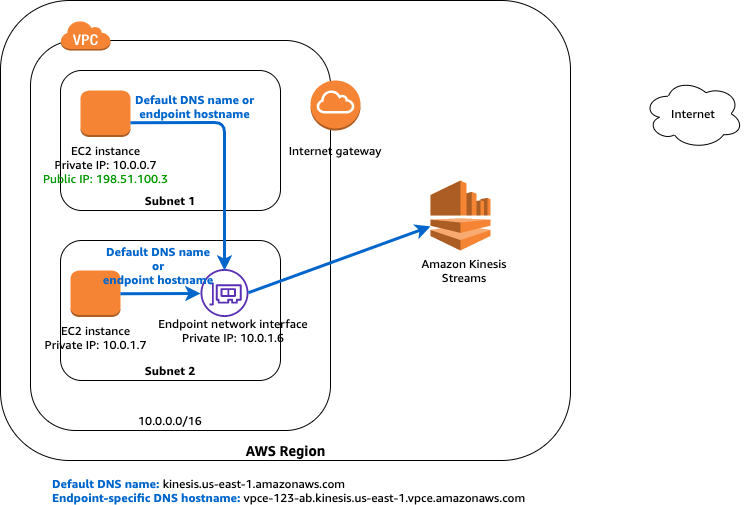 VPC
Default DNS name or
endpoint hostname
EC2 instance
Private IP: 10.0.0.7
Public IP: 198.51.100.3
Subnet 1
Internet gateway
Internet
Default DNS name
or
endpoint hostname
EC2 instance
Private IP: 10.0.1.7
Endpoint network interface
Private IP: 10.0.1.6
Subnet 2
Amazon Kinesis
Streams
10.0.0.0/16
AWS Region
Default DNS name: kinesis.us-east-1.amazonaws.com
Endpoint-specific DNS hostname: vpce-123-ab.kinesis.us-east-1.vpce.amazonaws.com